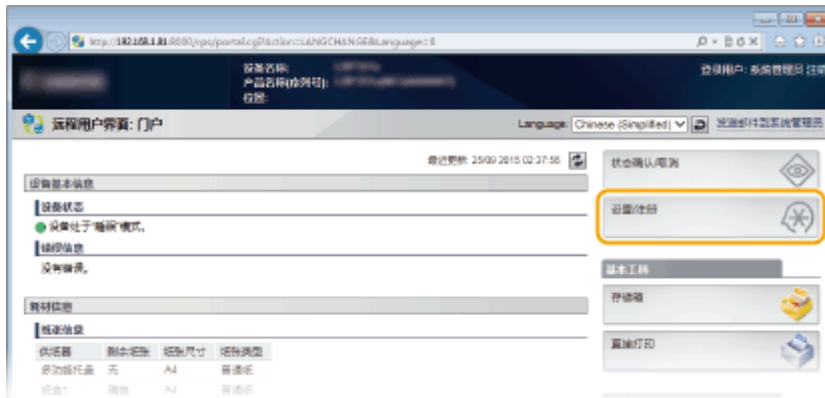 http://192.168.1.81:8000/rps/portal.cgi?Action=LANGCHANGE&Language=6
设备名称:
产品名称(序列号):
位置:
登录用户: 系统管理员
远程用户界面: 门户
Language: Chinese (Simplified)
发送邮件到系统管理员
最近更新: 25/09 2015 02:37:56
设备基本信息
设备状态
设备处于"睡眠"模式。
错误信息
没有错误。
耗材信息
纸张信息
供纸器 剩余纸张 纸张尺寸 纸张类型
多功能托盘 无 A4 普通纸
纸盒1 确定 A4 普通纸
状态确认/取消
设置/注册
基本工具
存储箱
直接打印